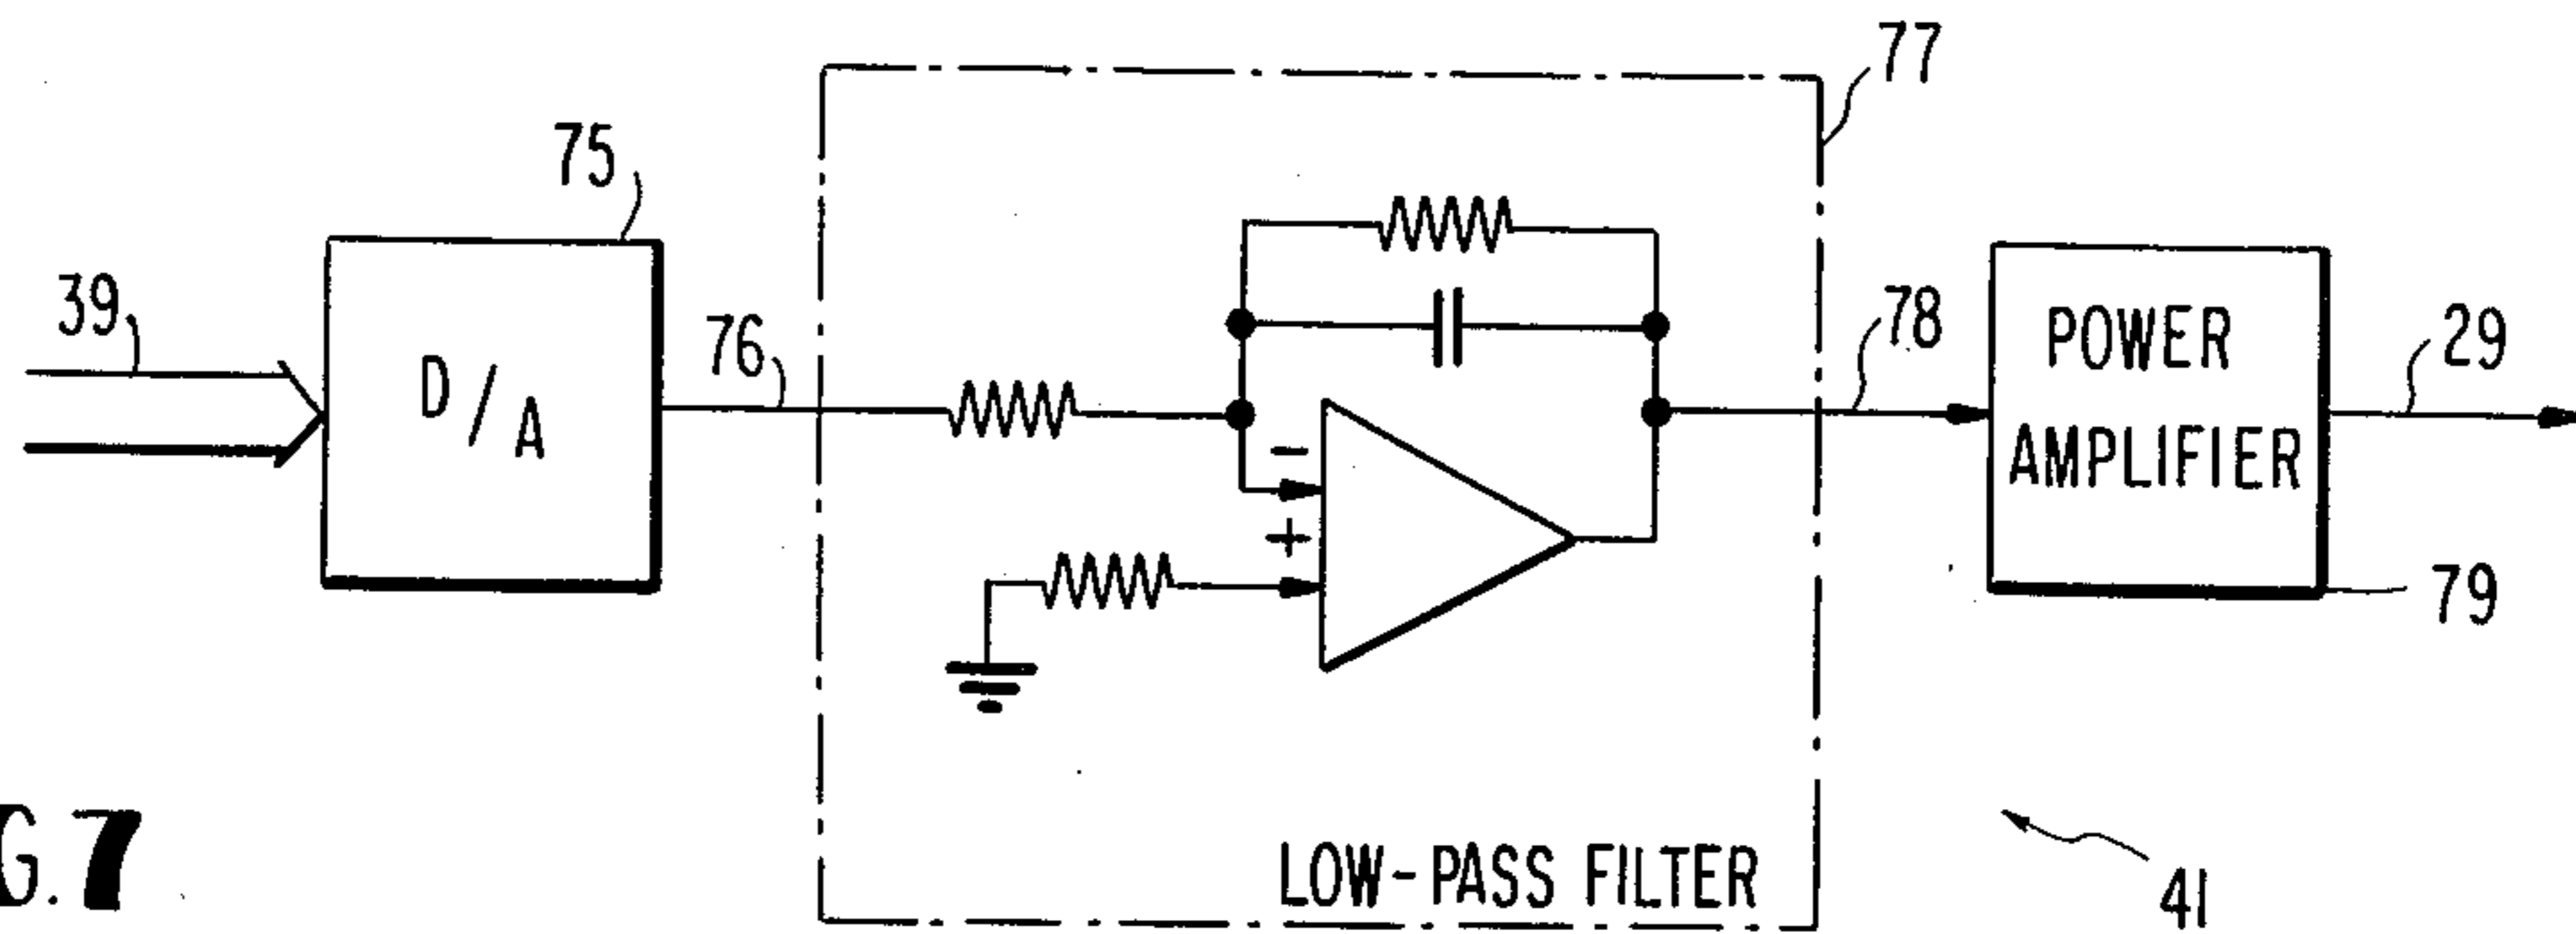 77
75
39
76
D/A
-
+
78
POWER
AMPLIFIER
29
79
LOW-PASS FILTER
41
G.7